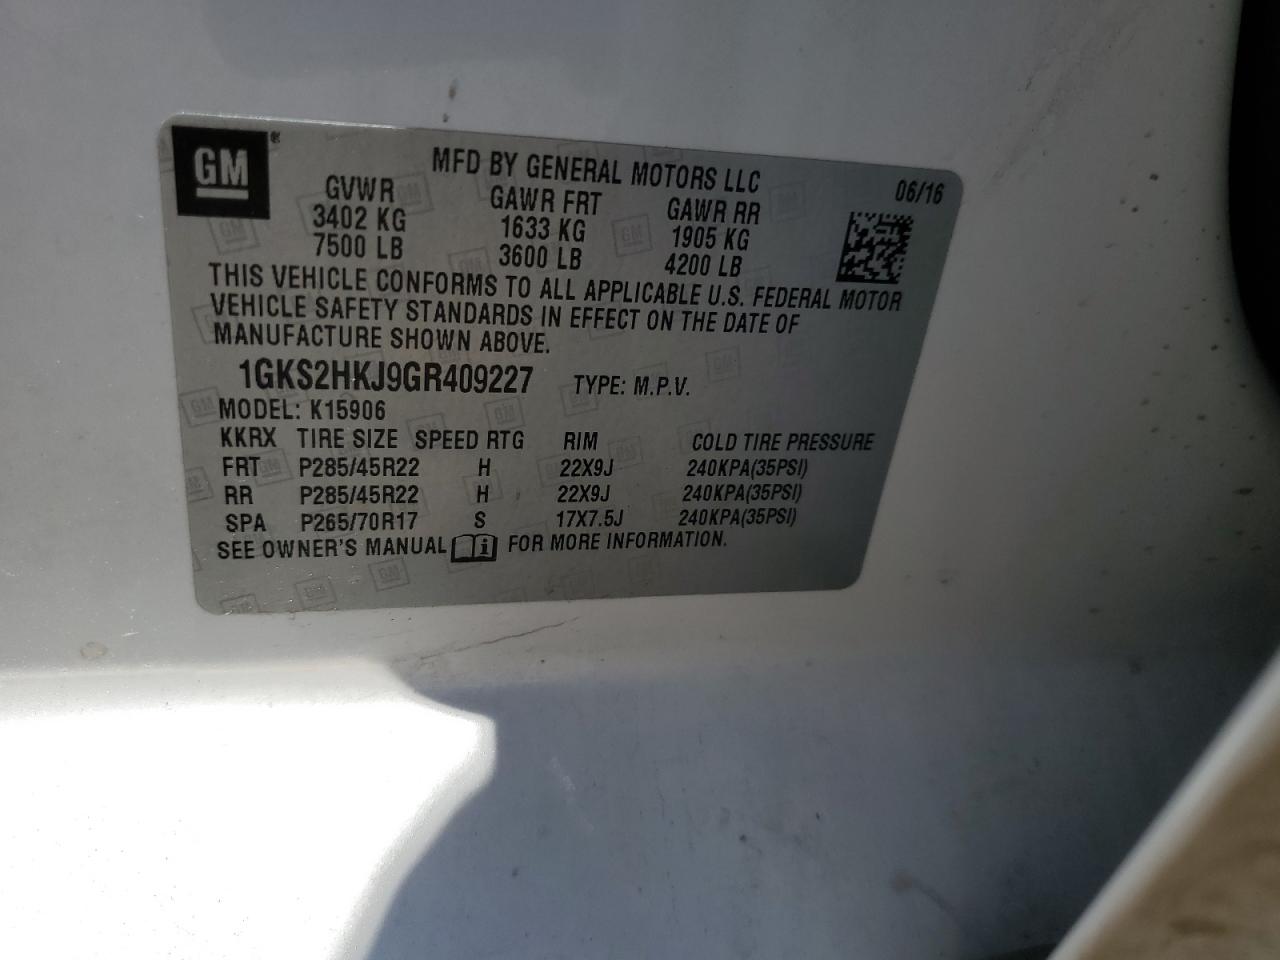 GM ®
MFD BY GENERAL MOTORS LLC 06/16
GVWR GAWR FRT GAWR RR
3402 KG 1633 KG 1905 KG
7500 LB 3600 LB 4200 LB
THIS VEHICLE CONFORMS TO ALL APPLICABLE U.S. FEDERAL MOTOR
VEHICLE SAFETY STANDARDS IN EFFECT ON THE DATE OF
MANUFACTURE SHOWN ABOVE.
1GKS2HKJ9GR409227 TYPE: M.P.V.
MODEL: K15906
KKRX TIRE SIZE SPEED RTG RIM COLD TIRE PRESSURE
FRT P285/45R22 H 22X9J 240KPA(35PSI)
RR P285/45R22 H 22X9J 240KPA(35PSI)
SPA P265/70R17 S 17X7.5J 240KPA(35PSI)
SEE OWNER'S MANUAL i FOR MORE INFORMATION.